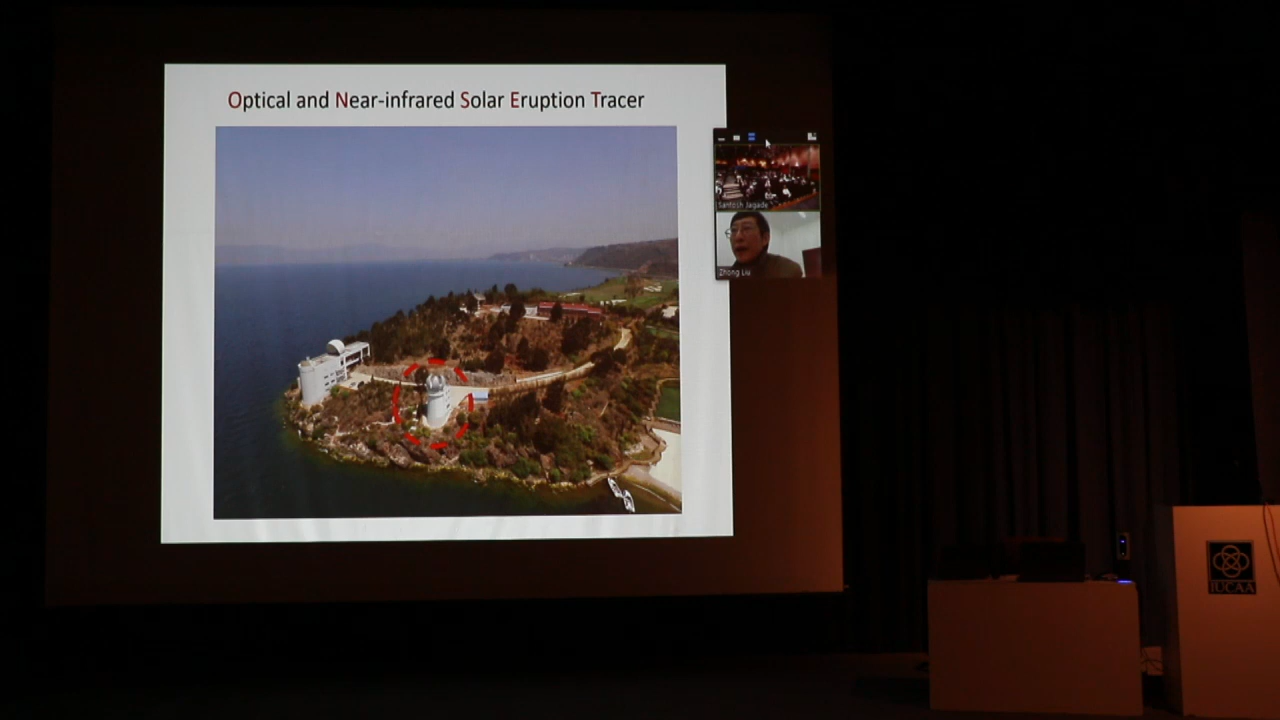 Optical and Near-infrared Solar Eruption Tracer
Santosh Jagade
Zhong Liu
IUCAA